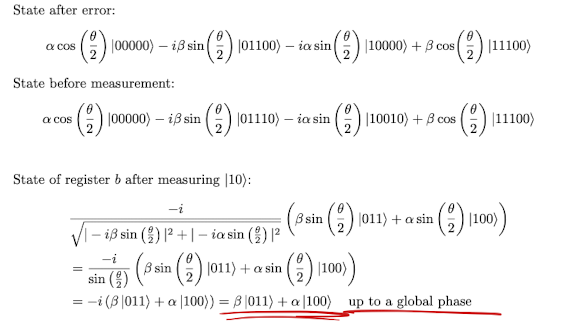 State after error:
α cos(θ/2)|00000⟩ − iβ sin(θ/2)|01100⟩ − iα sin(θ/2)|10000⟩ + β cos(θ/2)|11100⟩
State before measurement:
α cos(θ/2)|00000⟩ − iβ sin(θ/2)|01110⟩ − iα sin(θ/2)|10010⟩ + β cos(θ/2)|11100⟩
State of register b after measuring |10⟩:
−i/√(|−iβ sin(θ/2)|² + |−iα sin(θ/2)|²) (β sin(θ/2)|011⟩ + α sin(θ/2)|100⟩)
= −i/sin(θ/2) (β sin(θ/2)|011⟩ + α sin(θ/2)|100⟩)
= −i(β|011⟩ + α|100⟩) = β|011⟩ + α|100⟩ up to a global phase